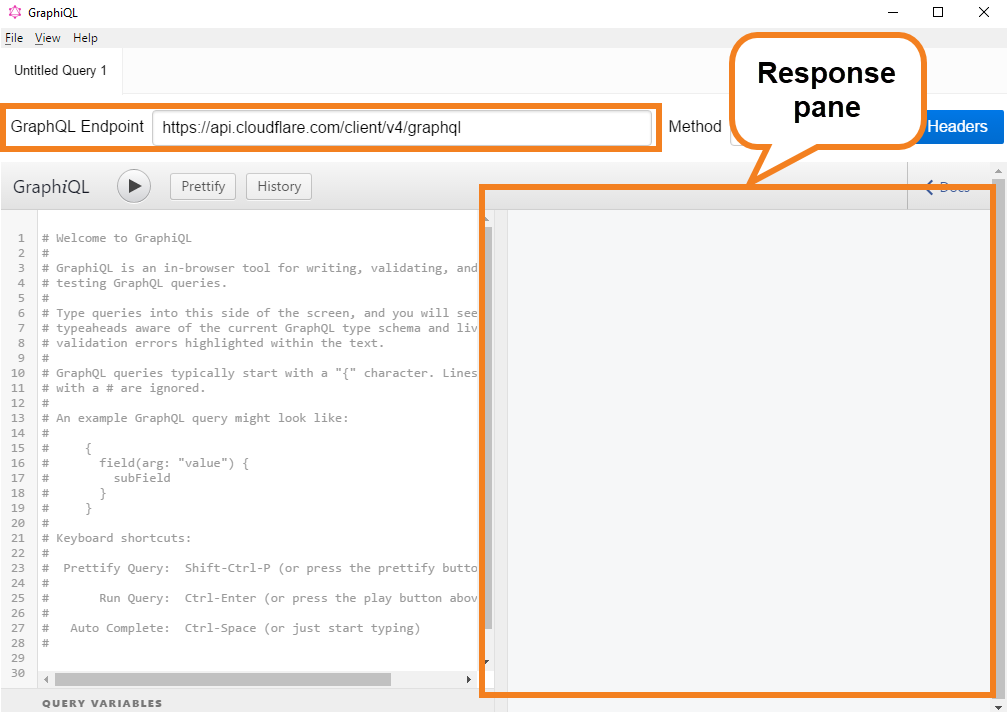 GraphiQL
File View Help
Untitled Query 1
Response
pane
GraphQL Endpoint https://api.cloudflare.com/client/v4/graphql Method Headers
GraphiQL Prettify History Docs
1 # Welcome to GraphiQL
2 #
3 # GraphiQL is an in-browser tool for writing, validating, and
4 # testing GraphQL queries.
5 #
6 # Type queries into this side of the screen, and you will see
7 # typeaheads aware of the current GraphQL type schema and liv
8 # validation errors highlighted within the text.
9 #
10 # GraphQL queries typically start with a "{" character. Lines
11 # with a # are ignored.
12 #
13 # An example GraphQL query might look like:
14 #
15 #     {
16 #       field(arg: "value") {
17 #         subField
18 #       }
19 #     }
20 #
21 # Keyboard shortcuts:
22 #
23 #  Prettify Query:  Shift-Ctrl-P (or press the prettify butto
24 #
25 #       Run Query:  Ctrl-Enter (or press the play button abov
26 #
27 #   Auto Complete:  Ctrl-Space (or just start typing)
28 #
29
30
QUERY VARIABLES